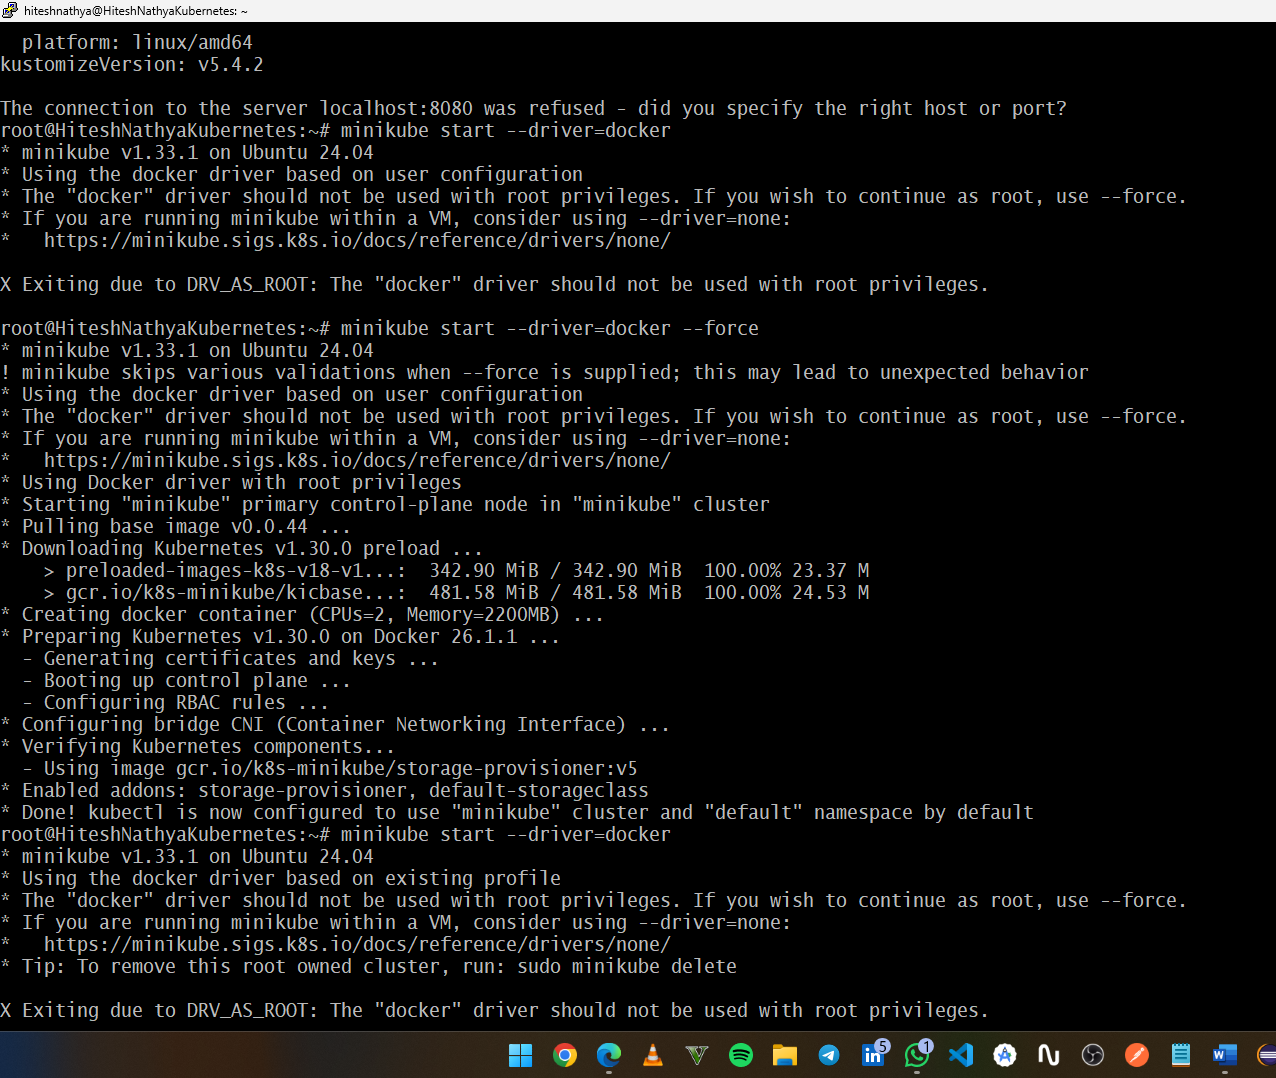 hiteshnathya@HiteshNathyaKubernetes: ~
  platform: linux/amd64
kustomizeVersion: v5.4.2
The connection to the server localhost:8080 was refused - did you specify the right host or port?
root@HiteshNathyaKubernetes:~# minikube start --driver=docker
* minikube v1.33.1 on Ubuntu 24.04
* Using the docker driver based on user configuration
* The "docker" driver should not be used with root privileges. If you wish to continue as root, use --force.
* If you are running minikube within a VM, consider using --driver=none:
*   https://minikube.sigs.k8s.io/docs/reference/drivers/none/
X Exiting due to DRV_AS_ROOT: The "docker" driver should not be used with root privileges.
root@HiteshNathyaKubernetes:~# minikube start --driver=docker --force
* minikube v1.33.1 on Ubuntu 24.04
! minikube skips various validations when --force is supplied; this may lead to unexpected behavior
* Using the docker driver based on user configuration
* The "docker" driver should not be used with root privileges. If you wish to continue as root, use --force.
* If you are running minikube within a VM, consider using --driver=none:
*   https://minikube.sigs.k8s.io/docs/reference/drivers/none/
* Using Docker driver with root privileges
* Starting "minikube" primary control-plane node in "minikube" cluster
* Pulling base image v0.0.44 ...
* Downloading Kubernetes v1.30.0 preload ...
    > preloaded-images-k8s-v18-v1...:  342.90 MiB / 342.90 MiB  100.00% 23.37 M
    > gcr.io/k8s-minikube/kicbase...:  481.58 MiB / 481.58 MiB  100.00% 24.53 M
* Creating docker container (CPUs=2, Memory=2200MB) ...
* Preparing Kubernetes v1.30.0 on Docker 26.1.1 ...
  - Generating certificates and keys ...
  - Booting up control plane ...
  - Configuring RBAC rules ...
* Configuring bridge CNI (Container Networking Interface) ...
* Verifying Kubernetes components...
  - Using image gcr.io/k8s-minikube/storage-provisioner:v5
* Enabled addons: storage-provisioner, default-storageclass
* Done! kubectl is now configured to use "minikube" cluster and "default" namespace by default
root@HiteshNathyaKubernetes:~# minikube start --driver=docker
* minikube v1.33.1 on Ubuntu 24.04
* Using the docker driver based on existing profile
* The "docker" driver should not be used with root privileges. If you wish to continue as root, use --force.
* If you are running minikube within a VM, consider using --driver=none:
*   https://minikube.sigs.k8s.io/docs/reference/drivers/none/
* Tip: To remove this root owned cluster, run: sudo minikube delete
X Exiting due to DRV_AS_ROOT: The "docker" driver should not be used with root privileges.
5 1